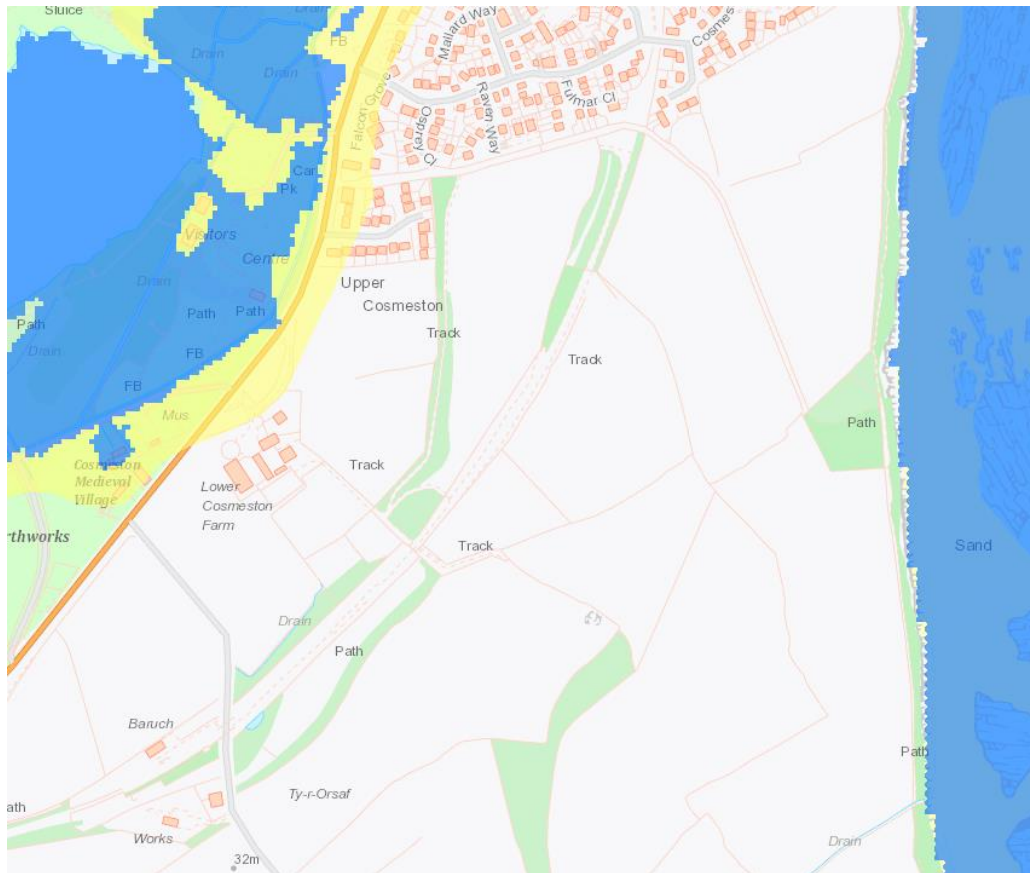 Sluice
Drain
Mallard Way
Cosmes
FB
Drain
Drain
Falcon Grove
Osprey
Cl
Raven Way
Fulmar Cl
Car
Pk
Visitors
Centre
Drain
Upper
Cosmeston
Path
Path
Path
Drain
FB
FB
Track
Track
Mus
Path
Cosmeston
Medieval
Village
Track
Lower
Cosmeston
Farm
rthworks
Track
Sand
Drain
Path
Baruch
Path
Ty-r-Orsaf
ath
Works
Drain
32m